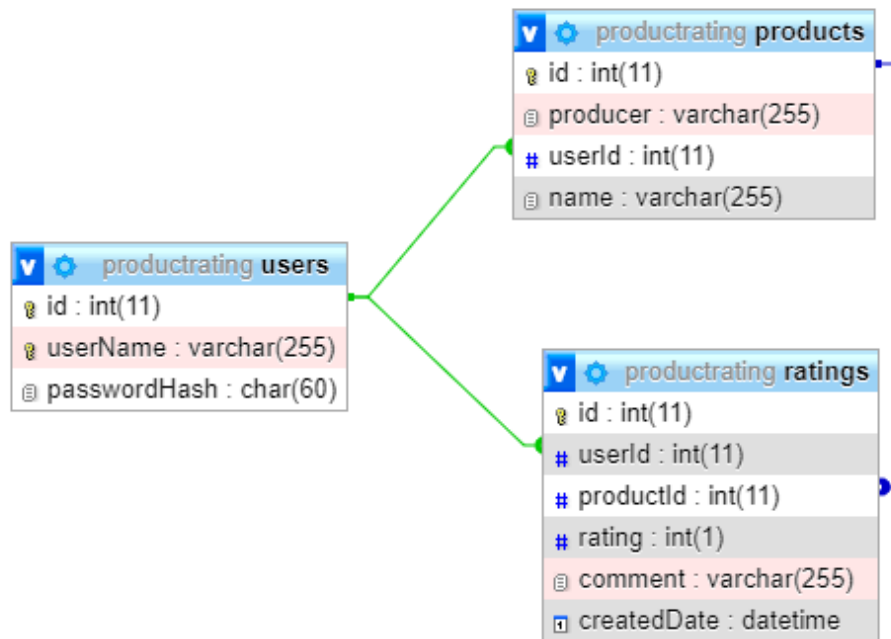 v productrating products
id : int(11)
producer : varchar(255)
# userId : int(11)
name : varchar(255)
v productrating users
id : int(11)
userName : varchar(255)
passwordHash : char(60)
v productrating ratings
id : int(11)
# userId : int(11)
# productId : int(11)
# rating : int(1)
comment : varchar(255)
1 createdDate : datetime